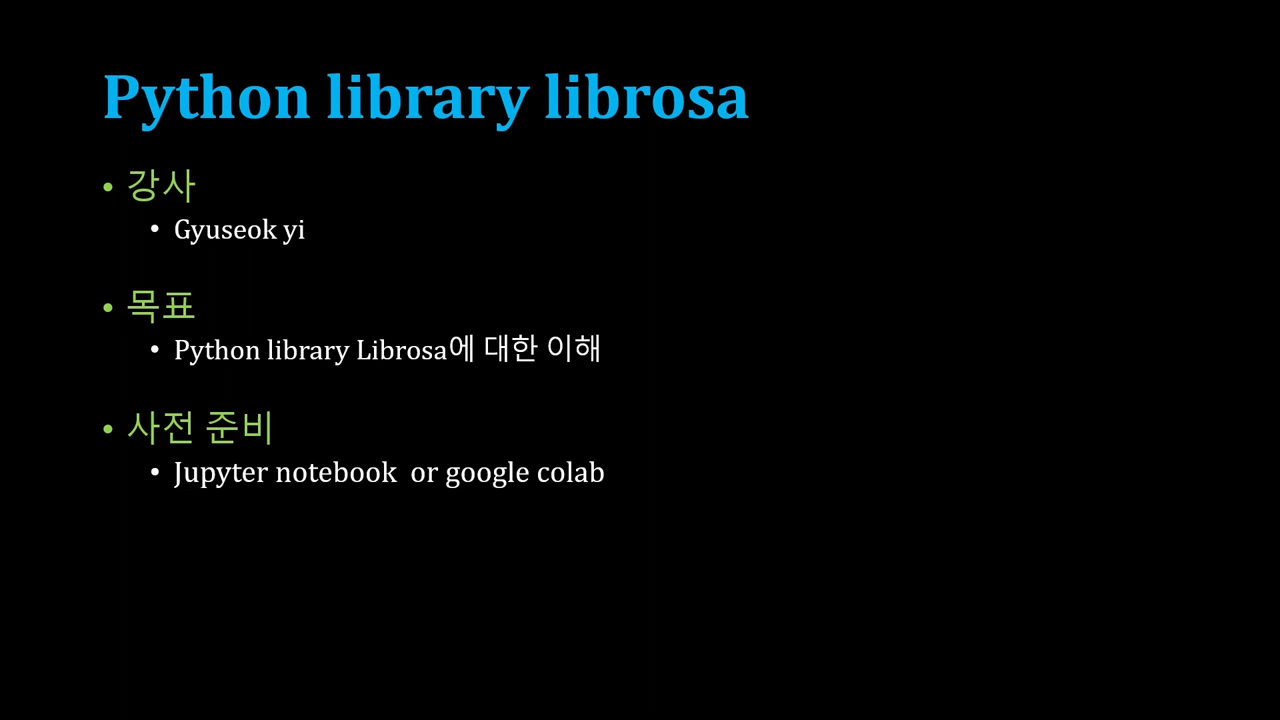 Python library librosa
• 강사
• Gyuseok yi
• 목표
• Python library Librosa에 대한 이해
• 사전 준비
• Jupyter notebook  or google colab